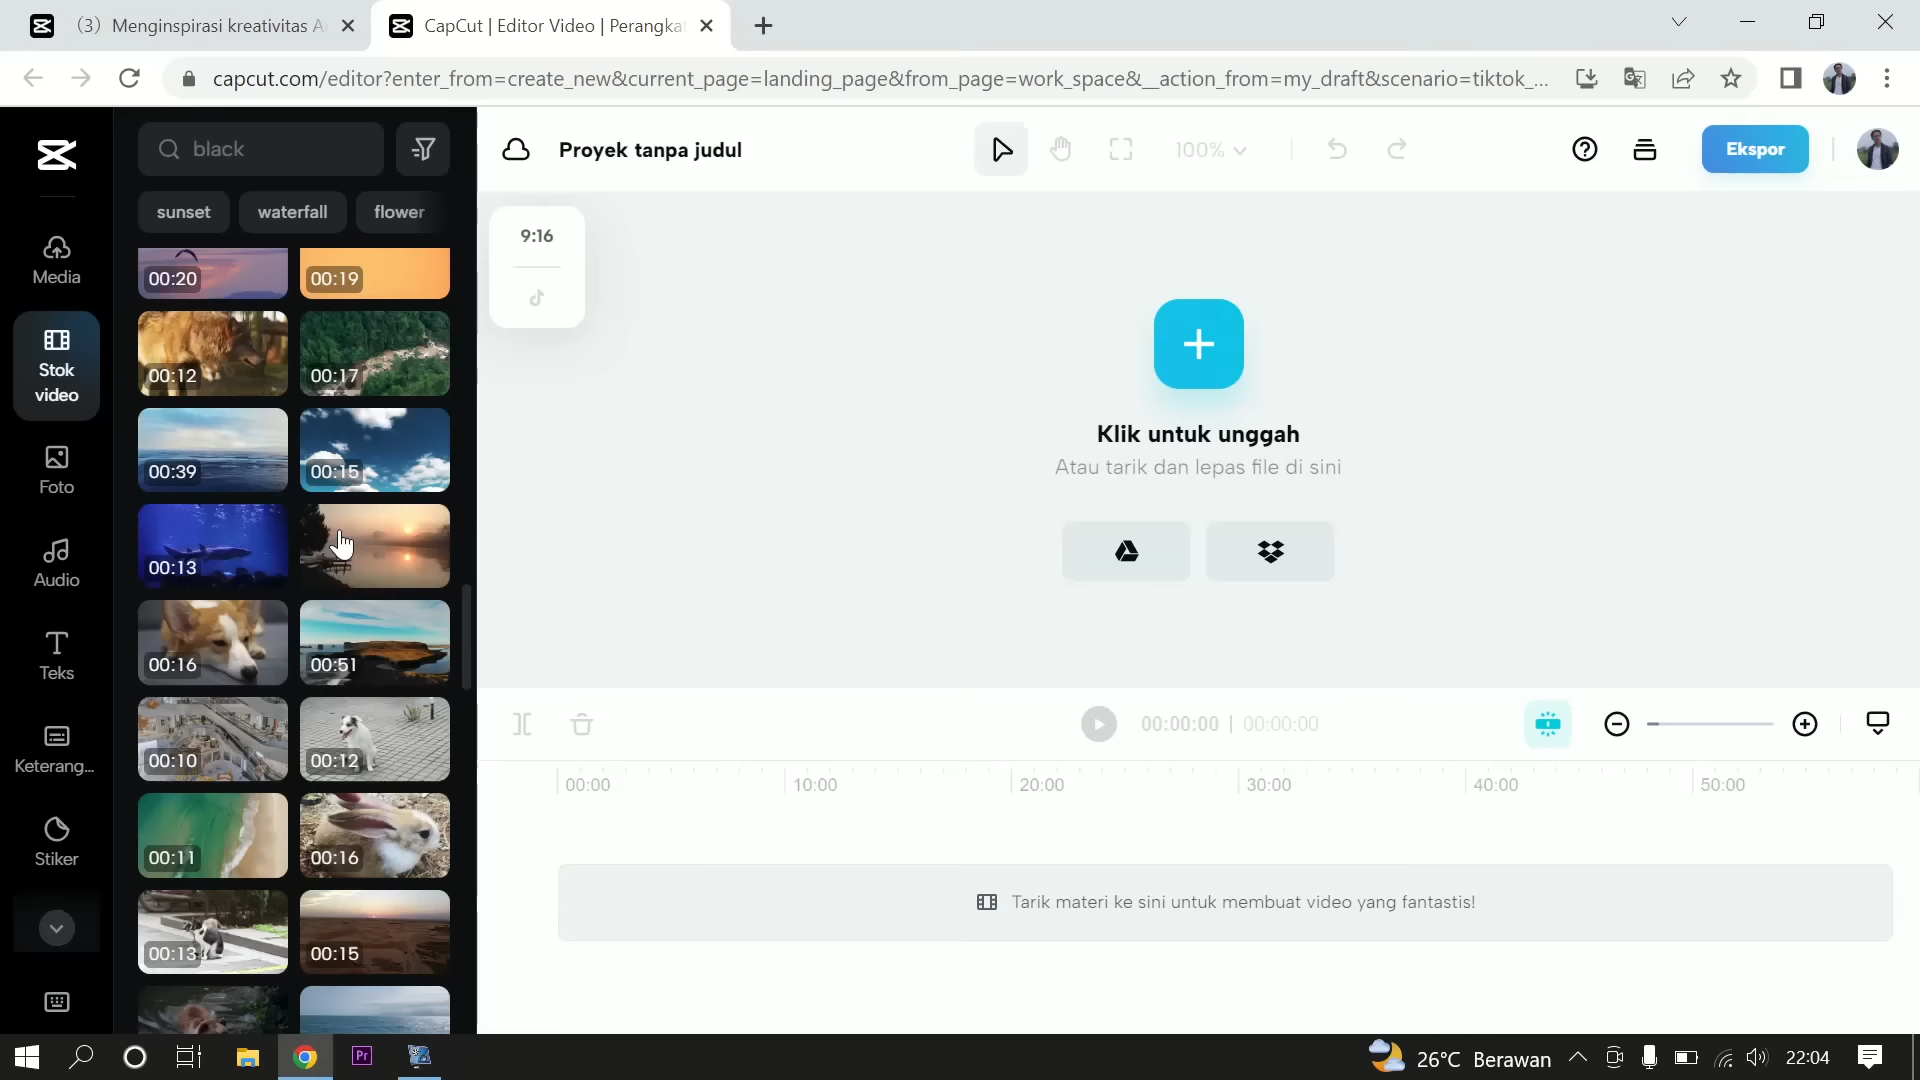 (3) Menginspirasi kreativitas A
CapCut | Editor Video | Perangka
capcut.com/editor?enter_from=create_new&current_page=landing_page&from_page=work_space&__action_from=my_draft&scenario=tiktok_...
black
Proyek tanpa judul
100%
Ekspor
sunset
waterfall
flower
Media
Stok
video
Foto
Audio
Teks
Keterang...
Stiker
00:20
00:19
00:12
00:17
00:39
00:15
00:13
00:16
00:51
00:10
00:12
00:11
00:16
00:13
00:15
9:16
Klik untuk unggah
Atau tarik dan lepas file di sini
00:00:00 | 00:00:00
00:00
10:00
20:00
30:00
40:00
50:00
Tarik materi ke sini untuk membuat video yang fantastis!
Pr
26°C Berawan
22:04